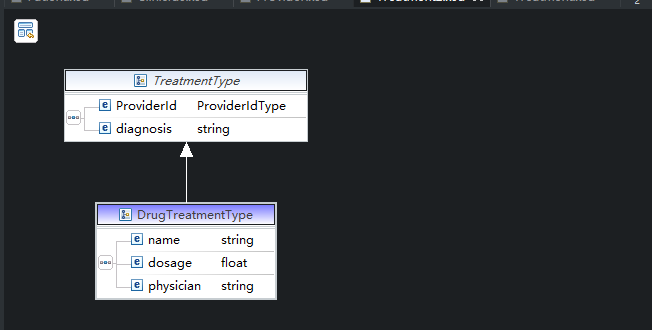 TreatmentType
ProviderId ProviderIdType
diagnosis string
DrugTreatmentType
name string
dosage float
physician string